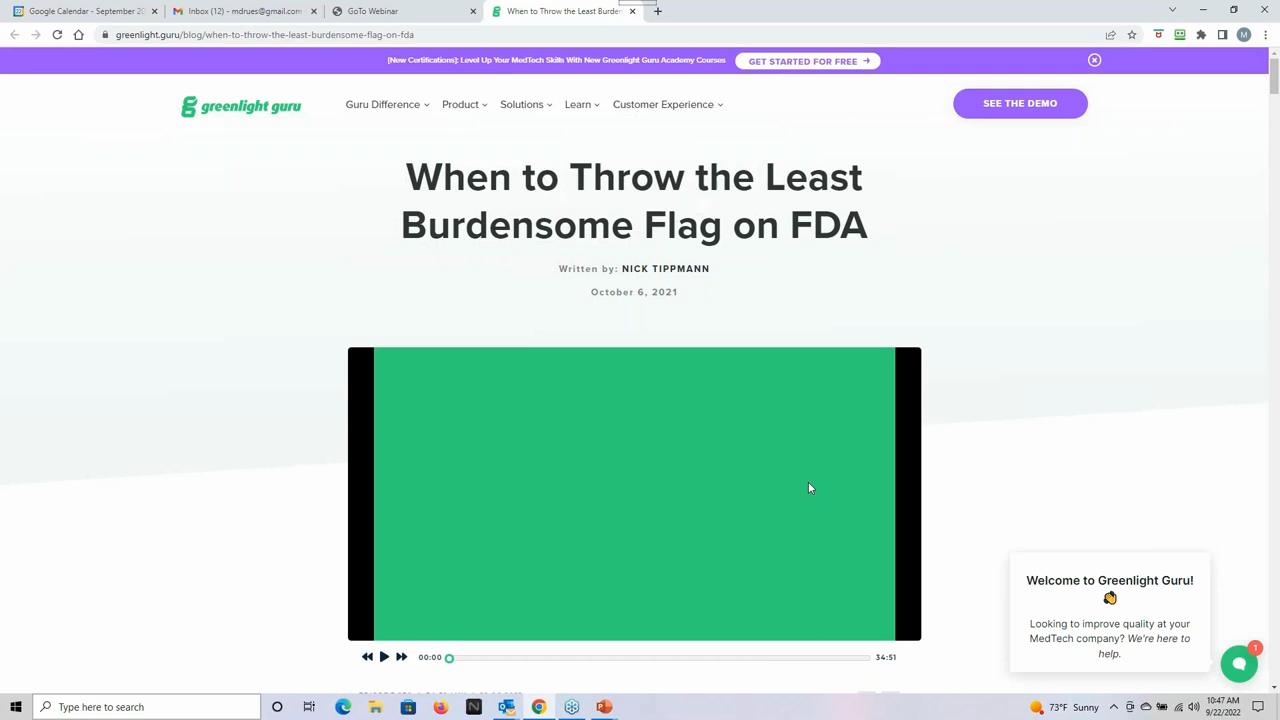 Google Calendar - September 20
Inbox (12) - mdrues@gmail.com
GoTo Webinar
When to Throw the Least Burden
greenlight.guru/blog/when-to-throw-the-least-burdensome-flag-on-fda
M
[New Certifications]: Level Up Your MedTech Skills With New Greenlight Guru Academy Courses
GET STARTED FOR FREE →
greenlight guru
Guru Difference
Product
Solutions
Learn
Customer Experience
SEE THE DEMO
When to Throw the Least
Burdensome Flag on FDA
Written by: NICK TIPPMANN
October 6, 2021
00:00
34:51
Welcome to Greenlight Guru!
Looking to improve quality at your
MedTech company? We're here to
help.
1
Type here to search
73°F Sunny
10:47 AM
9/22/2022